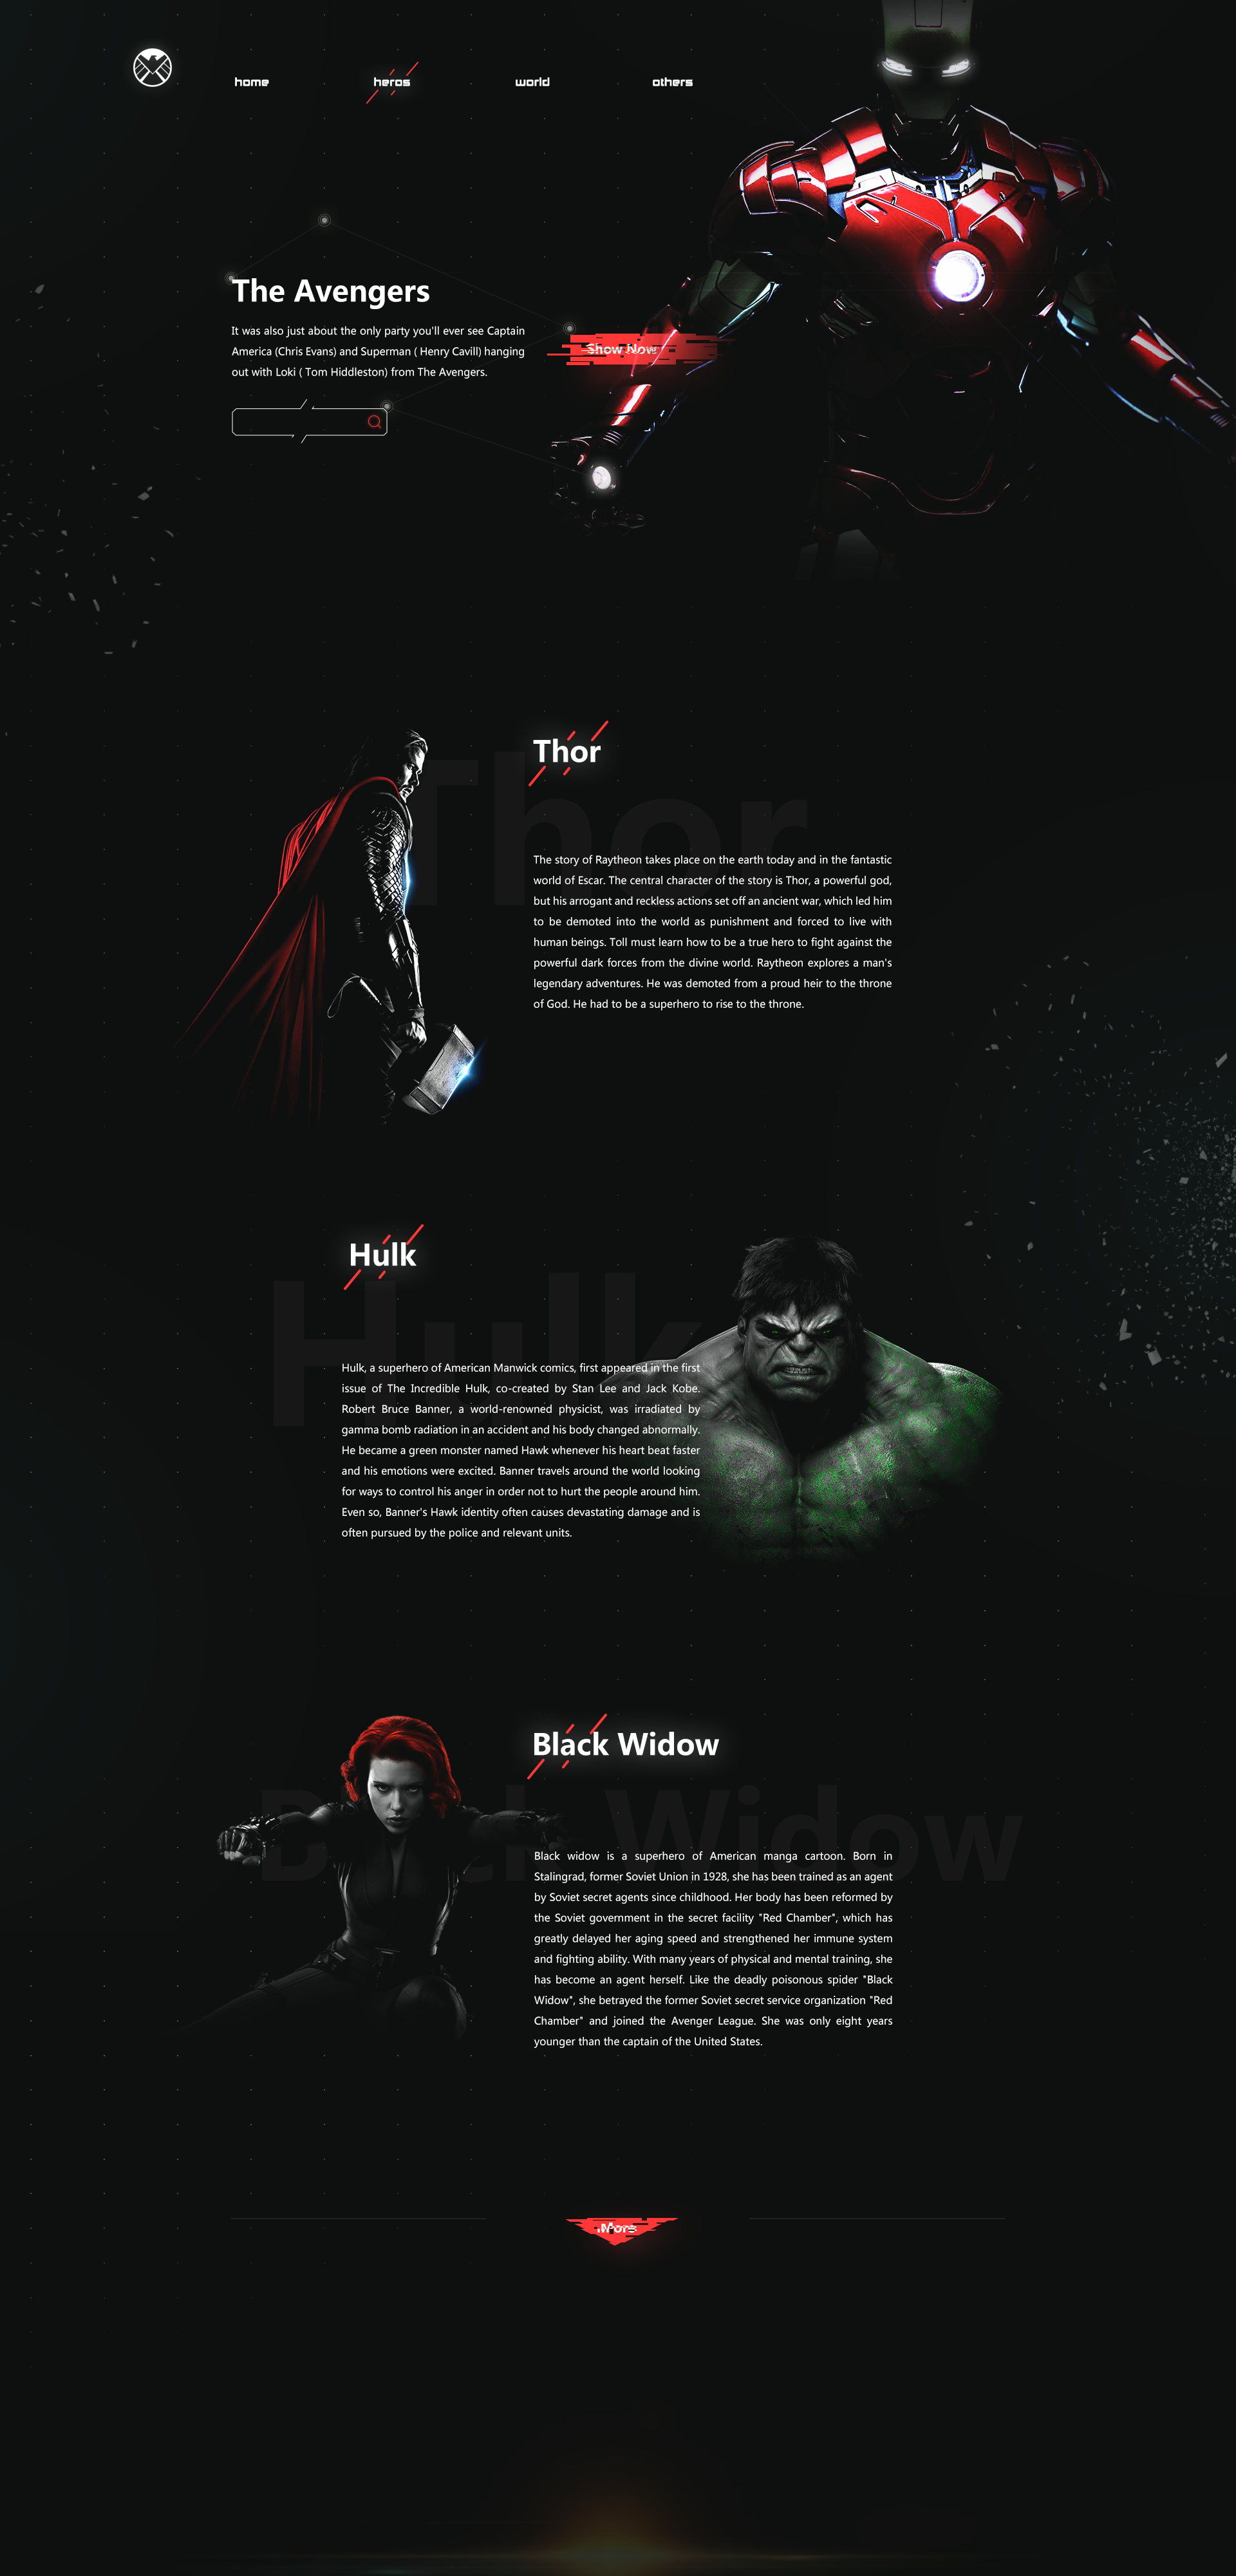 home
heros
world
others
The Avengers
It was also just about the only party you'll ever see Captain
America (Chris Evans) and Superman ( Henry Cavill) hanging
out with Loki ( Tom Hiddleston) from The Avengers.
Show Now
Thor
Thor
The story of Raytheon takes place on the earth today and in the fantastic
world of Escar. The central character of the story is Thor, a powerful god,
but his arrogant and reckless actions set off an ancient war, which led him
to be demoted into the world as punishment and forced to live with
human beings. Toll must learn how to be a true hero to fight against the
powerful dark forces from the divine world. Raytheon explores a man's
legendary adventures. He was demoted from a proud heir to the throne
of God. He had to be a superhero to rise to the throne.
Hulk
Hulk
Hulk, a superhero of American Manwick comics, first appeared in the first
issue of The Incredible Hulk, co-created by Stan Lee and Jack Kobe.
Robert Bruce Banner, a world-renowned physicist, was irradiated by
gamma bomb radiation in an accident and his body changed abnormally.
He became a green monster named Hawk whenever his heart beat faster
and his emotions were excited. Banner travels around the world looking
for ways to control his anger in order not to hurt the people around him.
Even so, Banner's Hawk identity often causes devastating damage and is
often pursued by the police and relevant units.
Black Widow
Black Widow
Black widow is a superhero of American manga cartoon. Born in
Stalingrad, former Soviet Union in 1928, she has been trained as an agent
by Soviet secret agents since childhood. Her body has been reformed by
the Soviet government in the secret facility "Red Chamber", which has
greatly delayed her aging speed and strengthened her immune system
and fighting ability. With many years of physical and mental training, she
has become an agent herself. Like the deadly poisonous spider "Black
Widow", she betrayed the former Soviet secret service organization "Red
Chamber" and joined the Avenger League. She was only eight years
younger than the captain of the United States.
More